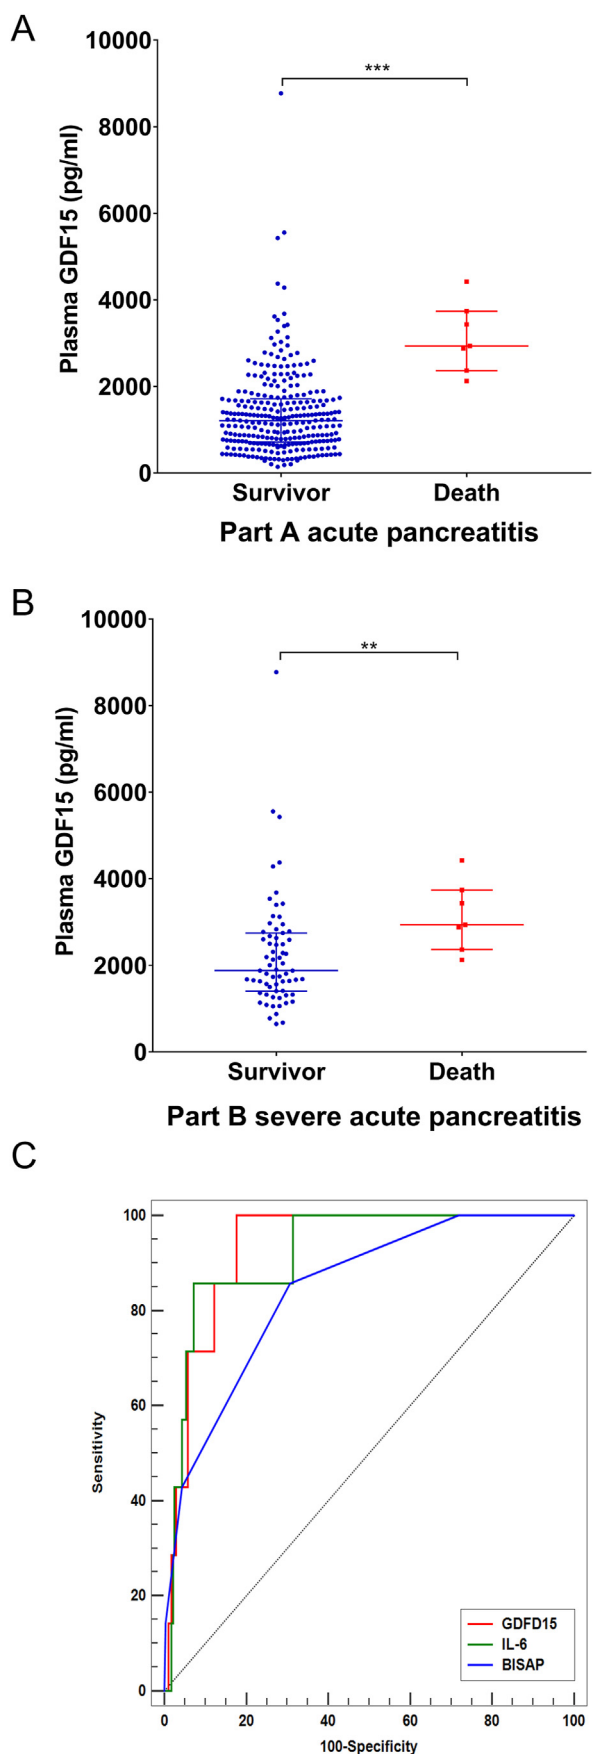 A
10000
8000
6000
4000
2000
0
Plasma GDF15 (pg/ml)
***
Survivor
Death
Part A acute pancreatitis
B
10000
8000
6000
4000
2000
0
Plasma GDF15 (pg/ml)
**
Survivor
Death
Part B severe acute pancreatitis
C
100
80
60
40
20
0
Sensitivity
GDFD15
IL-6
BISAP
0 20 40 60 80 100
100-Specificity